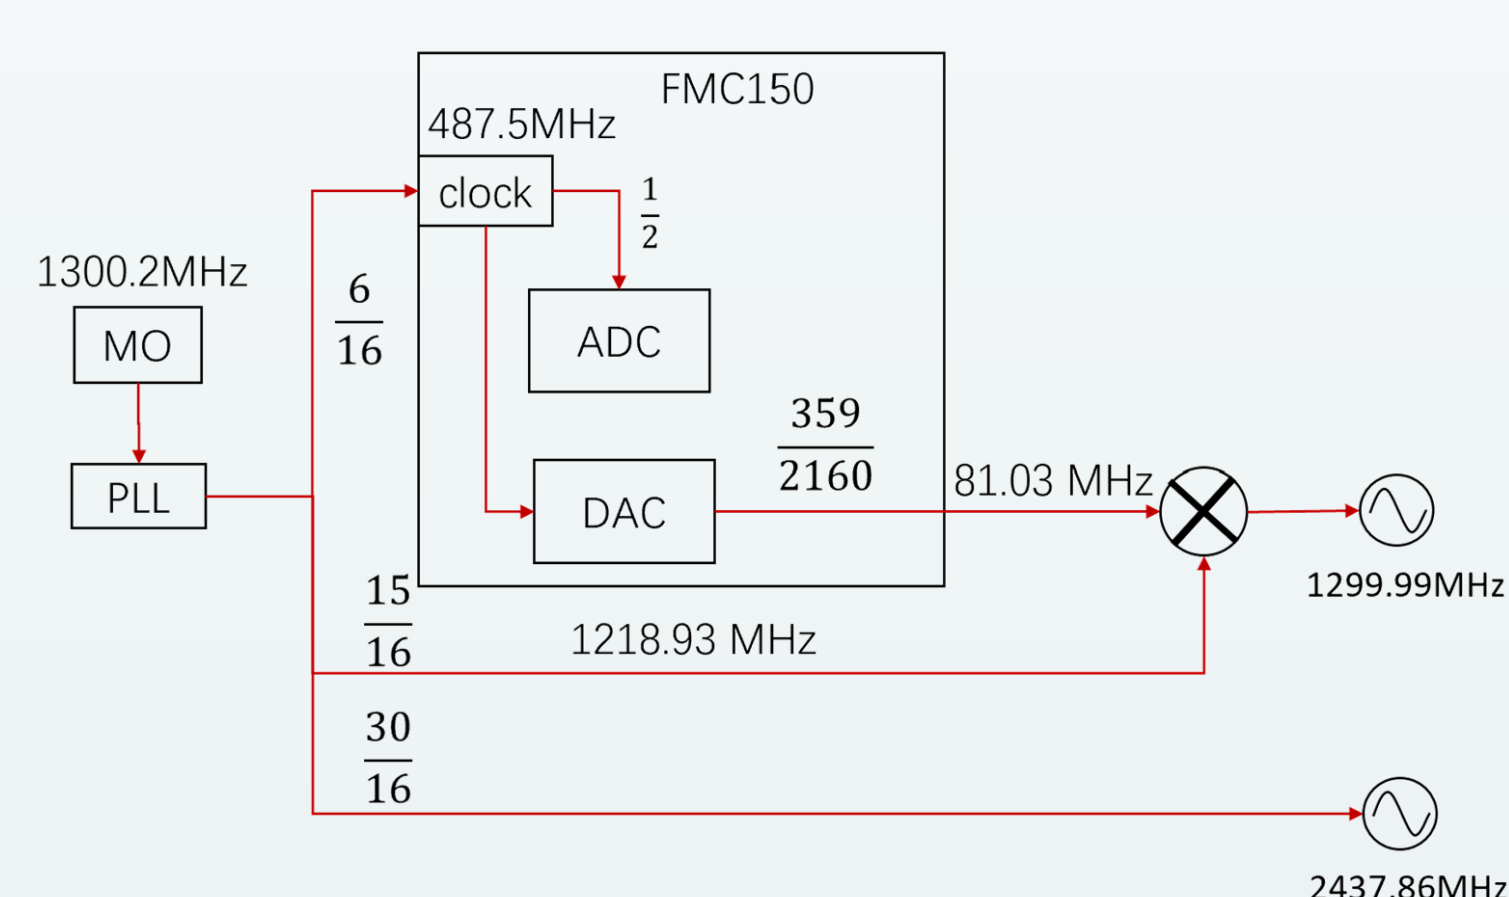 FMC150
487.5MHz
clock
1
2
1300.2MHz
MO
6
16
ADC
359
2160
81.03 MHz
PLL
DAC
1299.99MHz
15
16
1218.93 MHz
30
16
2437.86MHz